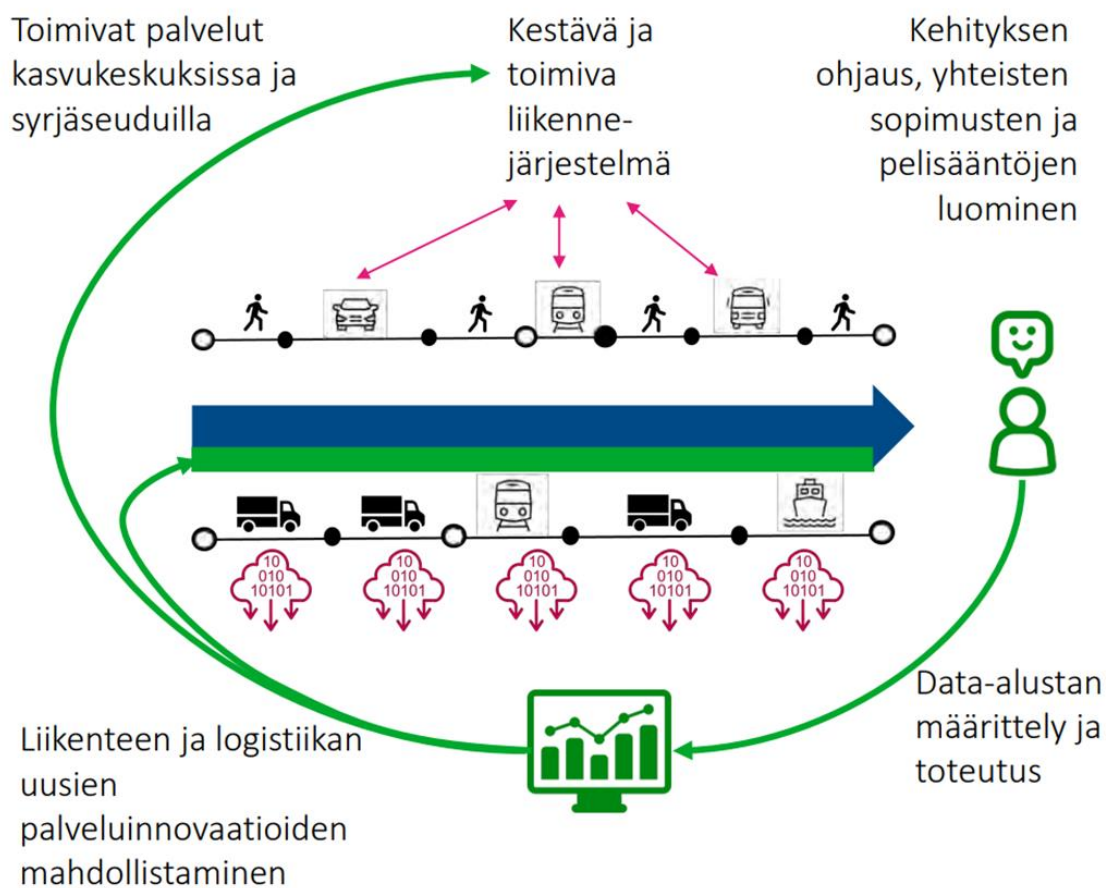 Toimivat palvelut
kasvukeskuksissa ja
syrjäseuduilla
Kestävä ja
toimiva
liikenne-
järjestelmä
Kehityksen
ohjaus, yhteisten
sopimusten ja
pelisääntöjen
luominen
10
010
10101
10
010
10101
10
010
10101
10
010
10101
10
010
10101
Data-alustan
määrittely ja
toteutus
Liikenteen ja logistiikan
uusien
palveluinnovaatioiden
mahdollistaminen